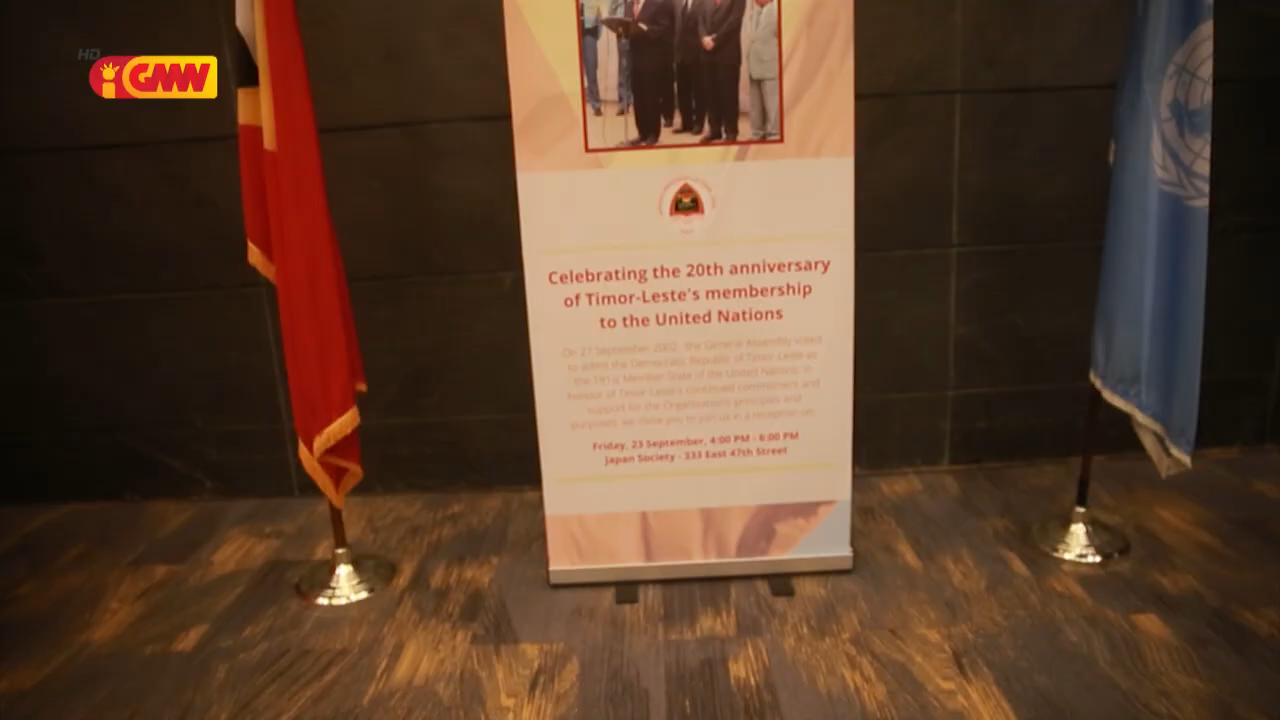 HD
GMN
Celebrating the 20th anniversary
of Timor-Leste's membership
to the United Nations
On 27 September 2002, the General Assembly voted
to admit the Democratic Republic of Timor-Leste as
the 191st Member State of the United Nations. In
honour of Timor-Leste's continued commitment and
support for the Organization's principles and
purposes, we invite you to join us in a reception on:
Friday, 23 September, 4:00 PM - 6:00 PM
Japan Society - 333 East 47th Street